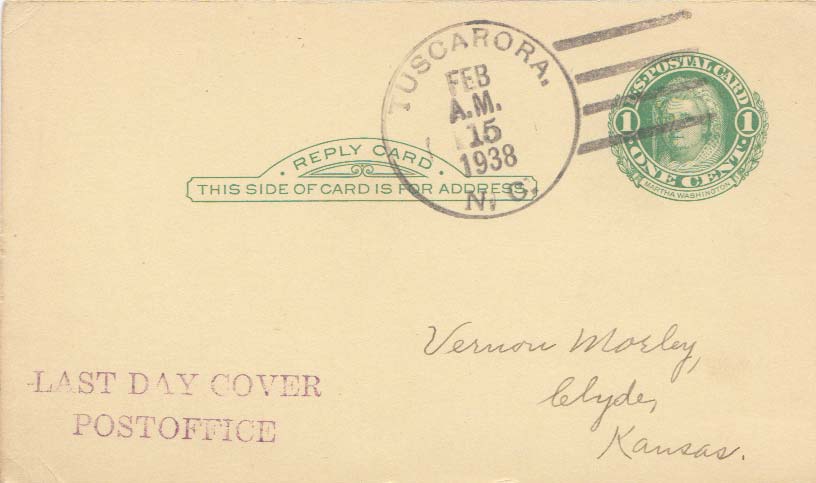 TUSCARORA.
FEB
A.M.
15
1938
N. C.
U.S. POSTAL CARD
1 1
ONE CENT
MARTHA WASHINGTON
REPLY CARD
THIS SIDE OF CARD IS FOR ADDRESS
Vernon Mosley,
Clyde,
Kansas.
LAST DAY COVER
POSTOFFICE